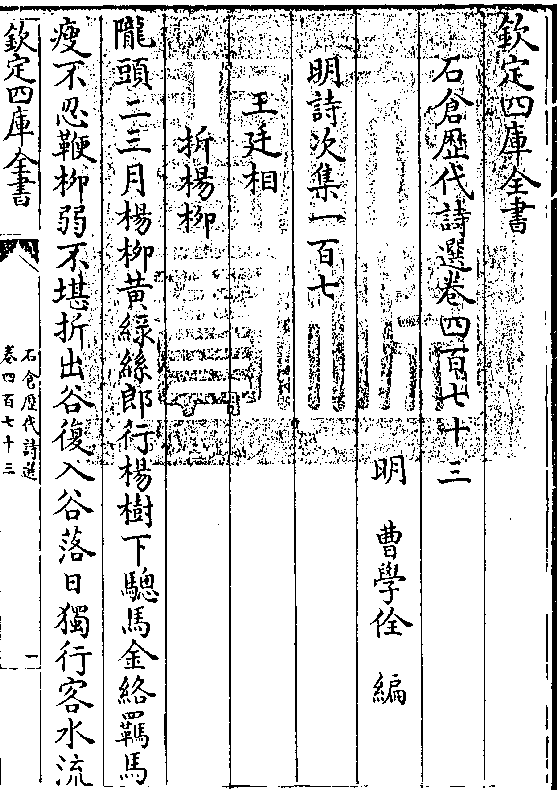 欽定四庫全書
石倉歴代詩選卷四百七十三
明 曹學佺 編
明詩次集一百七
王廷相
折楊柳
隴頭二三月楊柳黄緑絲郎行楊樹下驄馬金絡羈馬
瘦不忍鞭柳弱不堪折出谷復入谷落日獨行客水流
欽定四庫全書
石倉歴代詩選
卷四百七十三
一